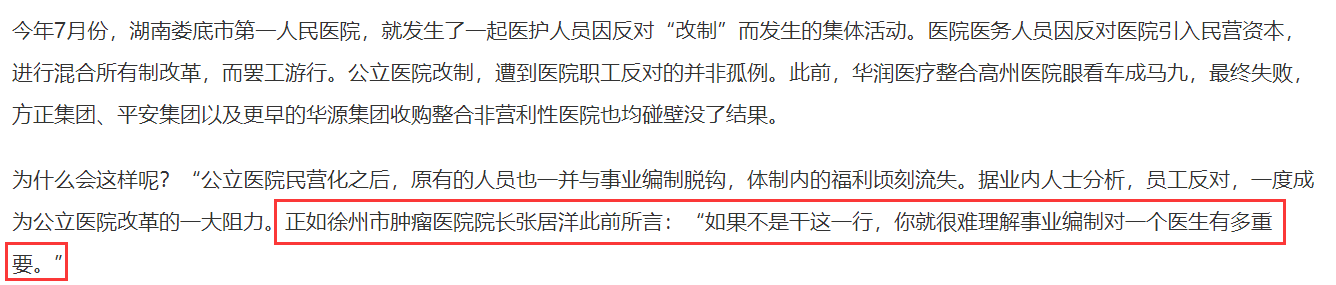 今年7月份，湖南娄底市第一人民医院，就发生了一起医护人员因反对“改制”而发生的集体活动。医院医务人员因反对医院引入民营资本，
进行混合所有制改革，而罢工游行。公立医院改制，遭到医院职工反对的并非孤例。此前，华润医疗整合高州医院眼看车成马九，最终失败，
方正集团、平安集团以及更早的华源集团收购整合非营利性医院也均碰壁没了结果。
为什么会这样呢？“公立医院民营化之后，原有的人员也一并与事业编制脱钩，体制内的福利顷刻流失。据业内人士分析，员工反对，一度成
为公立医院改革的一大阻力。正如徐州市肿瘤医院院长张居洋此前所言：“如果不是干这一行，你就很难理解事业编制对一个医生有多重
要。”